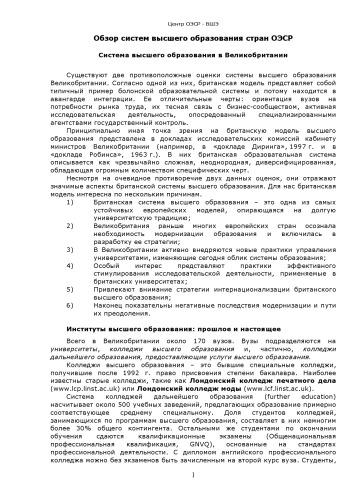 Центр ОЭСР - ВШЭ
Обзор систем высшего образования стран ОЭСР
Система высшего образования в Великобритании
Существуют две противоположные оценки системы высшего образования
Великобритании. Согласно одной из них, британская модель представляет собой
типичный пример болонской образовательной системы и потому находится в
авангарде интеграции. Ее отличительные черты: ориентация вузов на
потребности рынка труда, их тесная связь с бизнес-сообществом, активная
исследовательская деятельность, опосредованный специализированными
агентствами государственный контроль.
Принципиально иная точка зрения на британскую модель высшего
образования представлена в докладах исследовательских комиссий кабинету
министров Великобритании (например, в «докладе Диринга», 1997 г. и в
«докладе Робинса», 1963 г.). В них британская образовательная система
описывается как чрезвычайно сложная, неоднородная, диверсифицированная,
обладающая огромным количеством специфических черт.
Несмотря на очевидное противоречие двух данных оценок, они отражают
значимые аспекты британской системы высшего образования. Для нас британская
модель интересна по нескольким причинам.
1) Британская система высшего образования – это одна из самых
устойчивых европейских моделей, опирающаяся на долгую
университетскую традицию;
2) Великобритания раньше многих европейских стран осознала
необходимость модернизации образования и включилась в
разработку ее стратегии;
3) В Великобритании активно внедряются новые практики управления
университетами, изменяющие сегодня облик системы образования;
4) Особый интерес представляют практики эффективного
стимулирования исследовательской деятельности, применяемые в
британских университетах;
5) Привлекают внимание стратегии интернационализации британского
высшего образования;
6) Наконец показательны негативные последствия модернизации и пути
их преодоления.
Институты высшего образования: прошлое и настоящее
Всего в Великобритании около 170 вузов. Вузы подразделяются на
университеты, колледжи высшего образования и, частично, колледжи
дальнейшего образования, предоставляющие услуги высшего образования.
Колледжи высшего образования – это бывшие специальные колледжи,
получившие после 1992 г. право присвоения степени бакалавра. Наиболее
известны старые колледжи, такие как Лондонский колледж печатного дела
(www.lcp.linst.ac.uk) или Лондонский колледж моды (www.lcf.linst.ac.uk).
Система колледжей дальнейшего образования (further education)
насчитывает около 500 учебных заведений, предлагающих образование примерно
соответствующее среднему специальному. Доля студентов колледжей,
занимающихся по программам высшего образования, составляет в них немногим
более 30% общего контингента. Остальными же студентами по окончании
обучения сдаются квалификационные экзамены (Общенациональная
профессиональная квалификация, GNVQ), основанные на стандартах
профессиональной деятельности. С дипломом английского профессионального
колледжа можно без экзаменов быть зачисленным на второй курс вуза. Студенты,
1